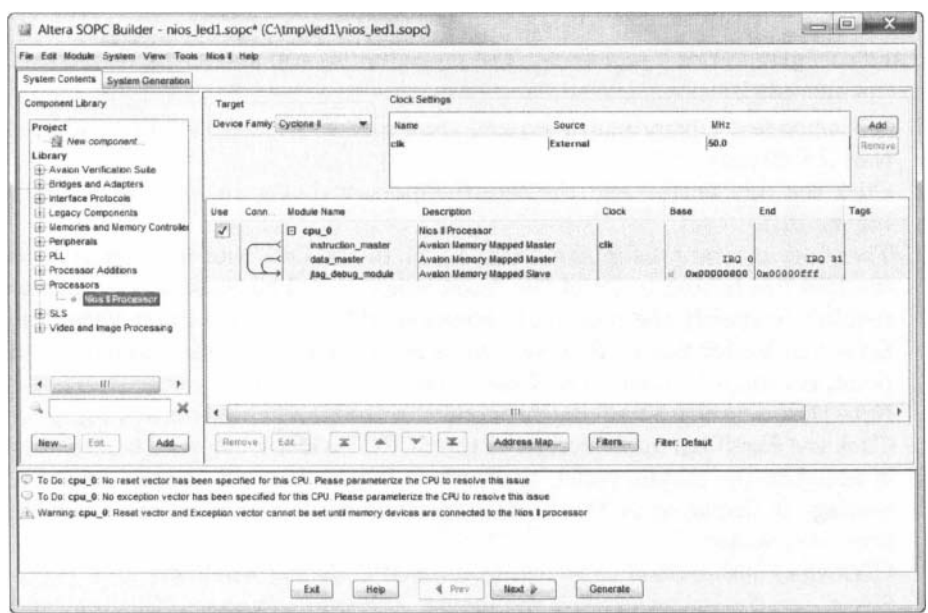 Altera SOPC Builder - nios_led1.sopc* (C:\tmp\led1\nios_led1.sopc)
File Edit Module System View Tools Nios II Help
System Contents System Generation
Component Library
Project
New component...
Library
Avalon Verification Suite
Bridges and Adapters
Interface Protocols
Legacy Components
Memories and Memory Controller
Peripherals
PLL
Processor Additions
Processors
Nios II Processor
SLS
Video and Image Processing
New... Edit... Add...
Target
Device Family: Cyclone II
Clock Settings
Name Source MHz
clk External 50.0
Add
Remove
Use Conn... Module Name Description Clock Base End Tags
cpu_0 Nios II Processor
instruction_master Avalon Memory Mapped Master clk
data_master Avalon Memory Mapped Master IRQ 0 IRQ 31
jtag_debug_module Avalon Memory Mapped Slave 0x00000800 0x00000fff
Remove Edit... Address Map... Filters... Filter: Default
To Do: cpu_0: No reset vector has been specified for this CPU. Please parameterize the CPU to resolve this issue
To Do: cpu_0: No exception vector has been specified for this CPU. Please parameterize the CPU to resolve this issue
Warning: cpu_0: Reset vector and Exception vector cannot be set until memory devices are connected to the Nios II processor
Exit Help Prev Next Generate